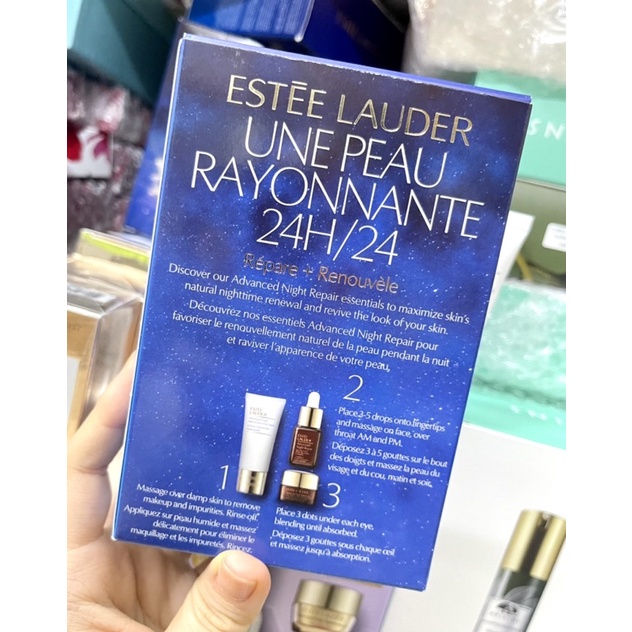 ESTĒE LAUDER
UNE PEAU
RAYONNANTE
24H/24
Répare + Renouvèle
Discover our Advanced Night Repair essentials to maximize skin's
natural nighttime renewal and revive the look of your skin.
Découvrez nos essentiels Advanced Night Repair pour
favoriser le renouvellement naturel de la peau pendant la nuit
et raviver l'apparence de votre peau.
2
Place 3-5 drops onto fingertips
and massage on face, over
throat AM and PM.
Déposez 3 à 5 gouttes sur le bout
des doigts et massez la peau du
visage et du cou, matin et soir.
1
Massage over damp skin to remove
makeup and impurities. Rinse off.
Appliquez sur peau humide et massez
délicatement pour éliminer le
maquillage et les impuretés. Rincez.
3
Place 3 dots under each eye,
blending until absorbed.
Déposez 3 gouttes sous chaque œil
et massez jusqu'à absorption.